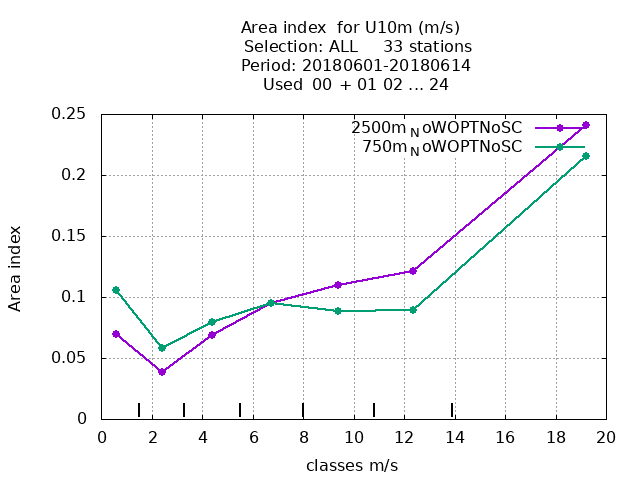 Area index  for U10m (m/s)
Selection: ALL     33 stations
Period: 20180601-20180614
Used  00  + 01 02 ... 24
0.25
0.2
0.15
0.1
0.05
0
Area index
2500m_NoWOPTNoSC
750m_NoWOPTNoSC
0 2 4 6 8 10 12 14 16 18 20
classes m/s